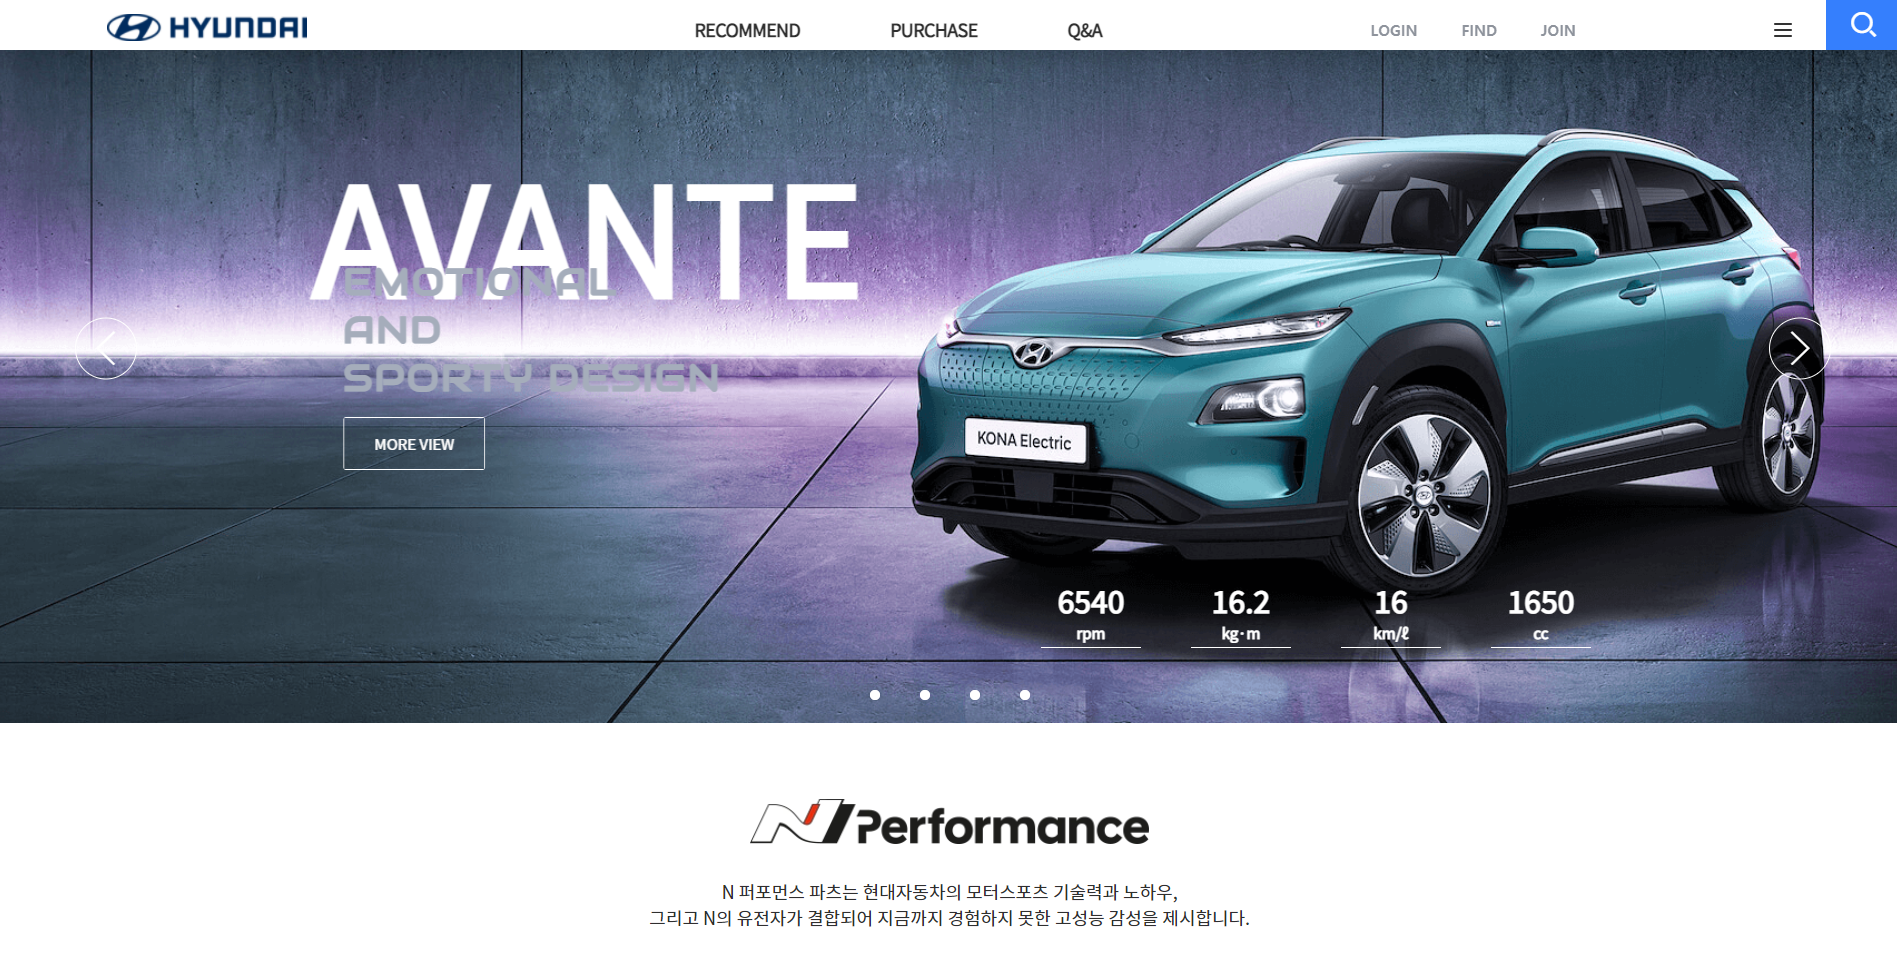 HYUNDAI
RECOMMEND PURCHASE Q&A LOGIN FIND JOIN
AVANTE
EMOTIONAL
AND
SPORTY DESIGN
MORE VIEW
KONA Electric
6540 16.2 16 1650
rpm kg·m km/ℓ cc
N Performance
N 퍼포먼스 파츠는 현대자동차의 모터스포츠 기술력과 노하우,
그리고 N의 유전자가 결합되어 지금까지 경험하지 못한 고성능 감성을 제시합니다.